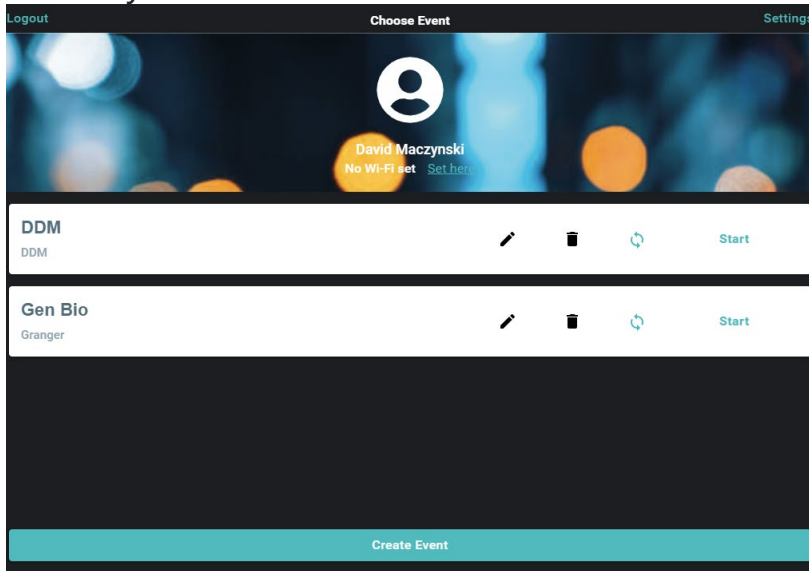 Logout Choose Event Settings
David Maczynski
No Wi-Fi set Set here
DDM
DDM
Start
Gen Bio
Granger
Start
Create Event